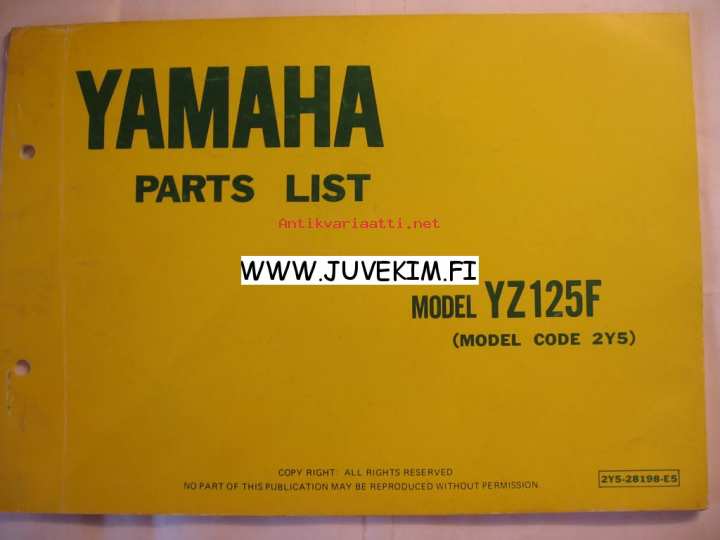 YAMAHA
PARTS LIST
Antikvariaatti.net
WWW.JUVEKIM.FI
MODEL YZ125F
(MODEL CODE 2Y5)
COPY RIGHT: ALL RIGHTS RESERVED
NO PART OF THIS PUBLICATION MAY BE REPRODUCED WITHOUT PERMISSION.
2Y5-28198-E5